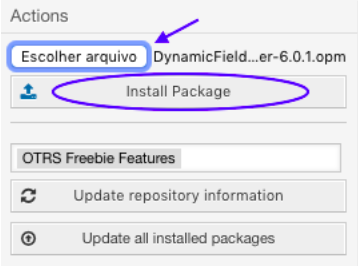 Actions
Escolher arquivo DynamicField...er-6.0.1.opm
Install Package
OTRS Freebie Features
Update repository information
Update all installed packages